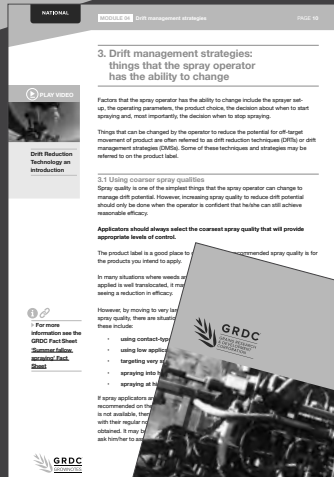 NATIONAL
MODULE 04 Drift management strategies
PAGE 15
3. Drift management strategies:
things that the spray operator
has the ability to change
PLAY VIDEO
Drift Reduction
Technology an
introduction
Factors that the spray operator has the ability to change include the sprayer set-
up, the operating parameters, the product choice, the decision about when to start
spraying and, most importantly, the decision when to stop spraying.
Things that can be changed by the operator to reduce the potential for off-target
movement of product are often referred to as drift reduction techniques (DRTs) or drift
management strategies (DMSs). Some of these techniques and strategies may be
referred to on the product label.
3.1 Using coarser spray qualities
Spray quality is one of the simplest things that the spray operator can change to
manage drift potential. However, increasing spray quality to reduce drift potential
should only be done when the operator is confident that he/she can still achieve
reasonable efficacy.
Applicators should always select the coarsest spray quality that will provide
appropriate levels of control.
The product label is a good place to
recommended spray quality is for
the products you intend to apply.
In many situations where weeds
applied is well translocated, it
seeing a reduction in efficacy.
However, by moving to very
spray quality, there are
these include:
• using contact-type
• using low
• targeting very
• spraying into
• spraying at
If spray applicators
recommended on the
is not available, then
with their regular
obtained. It may be
ask him/her to
> For more
information see the
GRDC Fact Sheet
'Summer fallow
spraying' Fact
Sheet
GRDC
GRAINS RESEARCH
& DEVELOPMENT
CORPORATION
GRDC
GROWNOTES